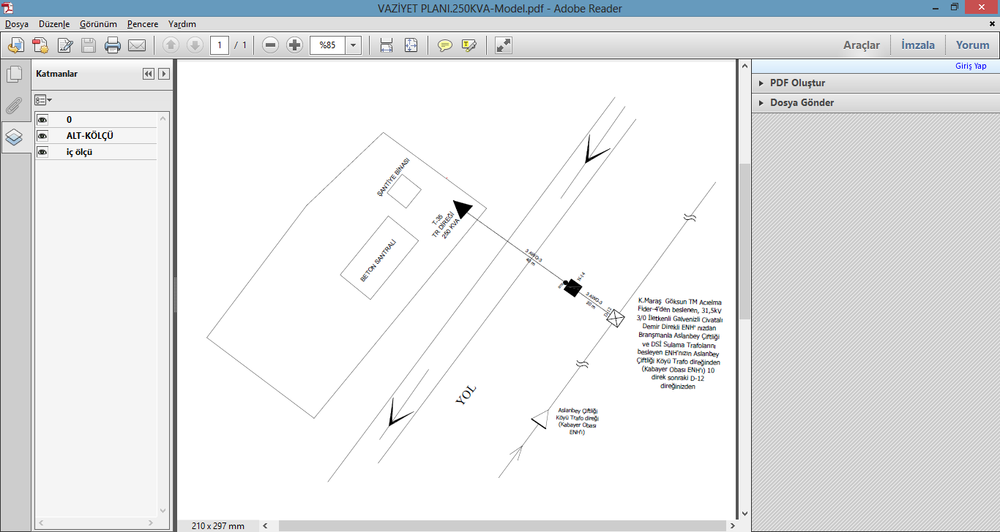 VAZİYET PLANI.250KVA-Model.pdf - Adobe Reader
Dosya Düzenle Görünüm Pencere Yardım
1 / 1 %85
Araçlar İmzala Yorum
Giriş Yap
Katmanlar
0
ALT-KÖLÇÜ
iç ölçü
PDF Oluştur
Dosya Gönder
ŞANTİYE BİNASI
BETON SANTRALİ
T-35
TR DİREĞİ
250 KVA
3 AWG-3
N-14
3 AWG-3
20 m
D-12
K.Maraş Göksun TM Acıelma
Fider-4'den beslenen, 31,5kV
3/0 İletkenli Galvenizli Civatalı
Demir Direkli ENH' nızdan
Branşmanla Aslanbey Çiftliği
ve DSİ Sulama Trafolarını
besleyen ENH'nızın Aslanbey
Çiftliği Köyü Trafo direğinden
(Kabayer Obası ENH'ı) 10
direk sonraki D-12
direğinizden
YOL
Aslanbey Çiftliği
Köyü Trafo direği
(Kabayer Obası
ENH'ı)
210 x 297 mm